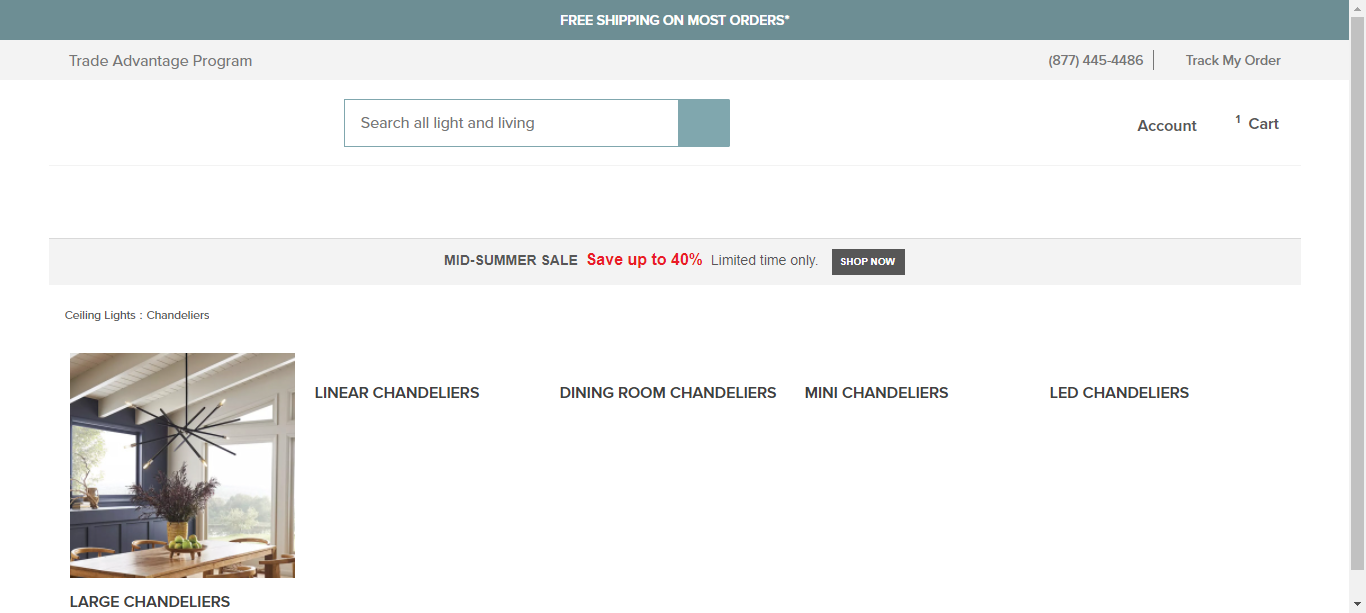 FREE SHIPPING ON MOST ORDERS*
Trade Advantage Program
(877) 445-4486
Track My Order
Search all light and living
Account
1 Cart
MID-SUMMER SALE Save up to 40% Limited time only. SHOP NOW
Ceiling Lights : Chandeliers
LINEAR CHANDELIERS
DINING ROOM CHANDELIERS
MINI CHANDELIERS
LED CHANDELIERS
LARGE CHANDELIERS